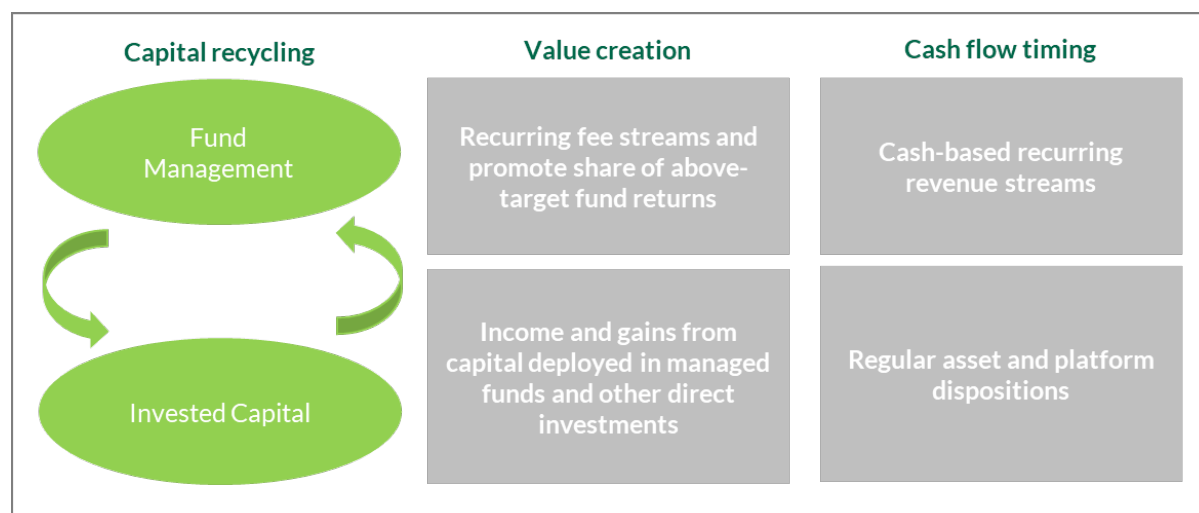 Capital recycling
Value creation
Cash flow timing
Fund
Management
Recurring fee streams and
promote share of above-
target fund returns
Cash-based recurring
revenue streams
Invested Capital
Income and gains from
capital deployed in managed
funds and other direct
investments
Regular asset and platform
dispositions